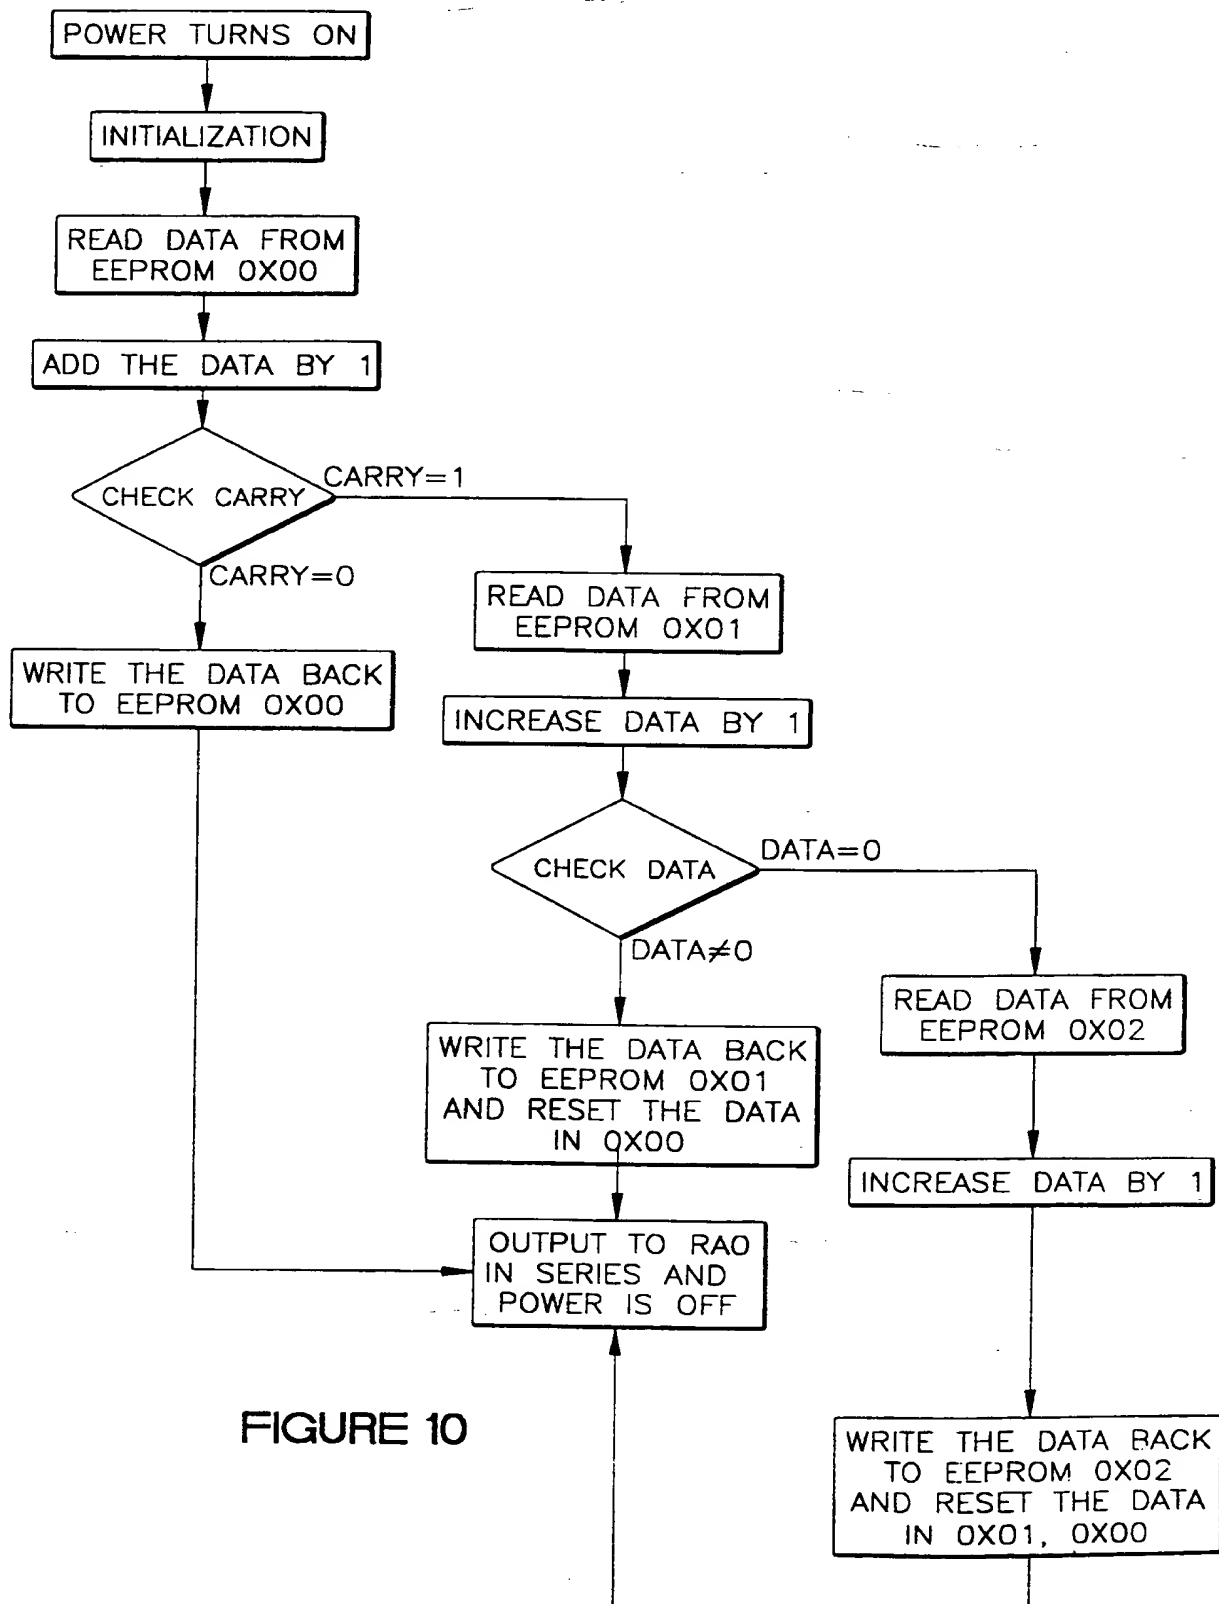 POWER TURNS ON
INITIALIZATION
READ DATA FROM
EEPROM 0X00
ADD THE DATA BY 1
CHECK CARRY
CARRY=1
CARRY=0
WRITE THE DATA BACK
TO EEPROM 0X00
READ DATA FROM
EEPROM 0X01
INCREASE DATA BY 1
CHECK DATA
DATA=0
DATA≠0
WRITE THE DATA BACK
TO EEPROM 0X01
AND RESET THE DATA
IN 0X00
READ DATA FROM
EEPROM 0X02
INCREASE DATA BY 1
OUTPUT TO RA0
IN SERIES AND
POWER IS OFF
WRITE THE DATA BACK
TO EEPROM 0X02
AND RESET THE DATA
IN 0X01, 0X00
FIGURE 10